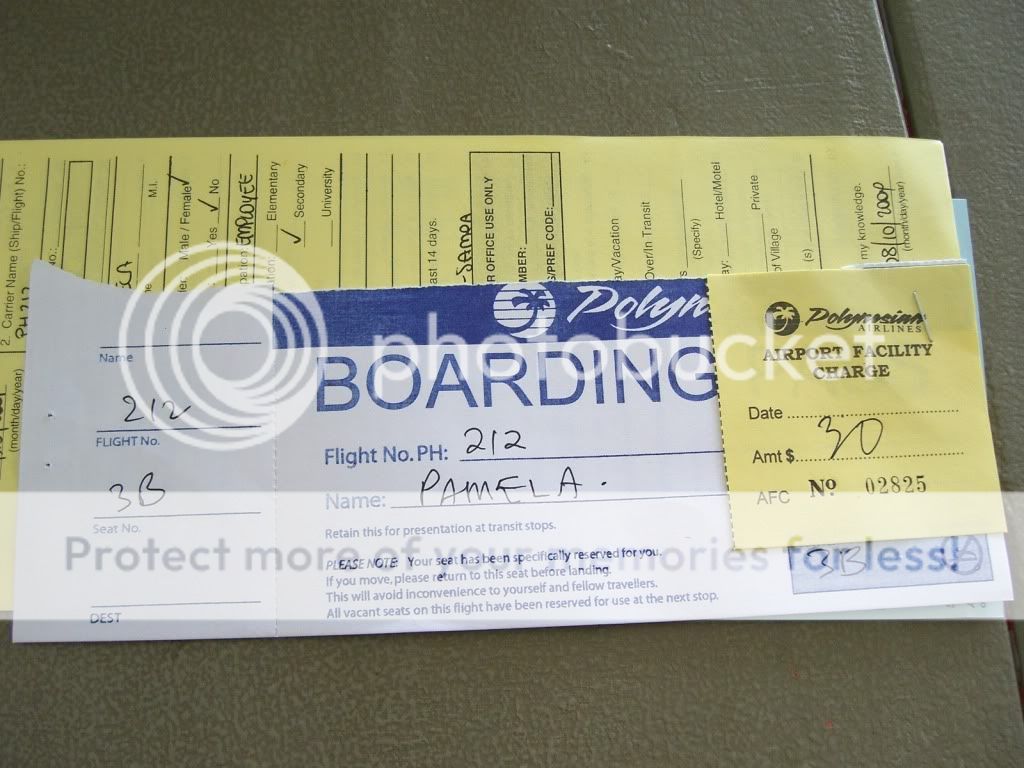 2. Carrier Name (Ship/Flight) No.:
PH212
(month/day/year)
M.I.
Male / Female ✓
Yes ✓ No
EMPLOYEE
Elementary
✓ Secondary
University
last 14 days.
OFFICE USE ONLY
MBER:
S/PREF CODE:
ay/Vacation
Over/In Transit
(Specify)
Hotel/Motel
Private
of Village
(s)
my knowledge.
(month/day/year)
Name
212
FLIGHT No.
3B
Seat No.
DEST
Polyn
BOARDING
Flight No. PH: 212
Name: PAMELA.
Retain this for presentation at transit stops.
PLEASE NOTE: Your seat has been specifically reserved for you.
If you move, please return to this seat before landing.
This will avoid inconvenience to yourself and fellow travellers.
All vacant seats on this flight have been reserved for use at the next stop.
3B
Polynesian
AIRLINES
AIRPORT FACILITY
CHARGE
Date
Amt $ 30
AFC No 02825
photobucket
Protect more of your memories for less!